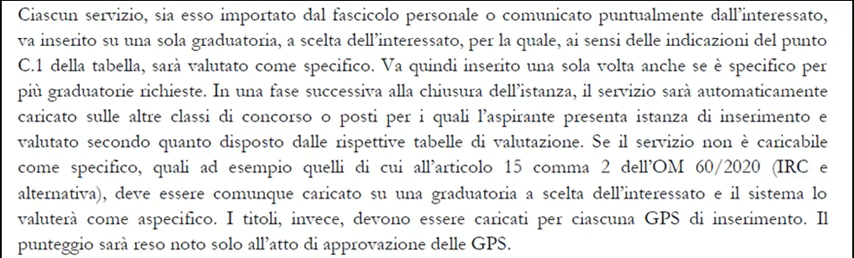 Ciascun servizio, sia esso importato dal fascicolo personale o comunicato puntualmente dall'interessato,
va inserito su una sola graduatoria, a scelta dell'interessato, per la quale, ai sensi delle indicazioni del punto
C.1 della tabella, sarà valutato come specifico. Va quindi inserito una sola volta anche se è specifico per
più graduatorie richieste. In una fase successiva alla chiusura dell'istanza, il servizio sarà automaticamente
caricato sulle altre classi di concorso o posti per i quali l'aspirante presenta istanza di inserimento e
valutato secondo quanto disposto dalle rispettive tabelle di valutazione. Se il servizio non è caricabile
come specifico, quali ad esempio quelli di cui all'articolo 15 comma 2 dell'OM 60/2020 (IRC e
alternativa), deve essere comunque caricato su una graduatoria a scelta dell'interessato e il sistema lo
valuterà come aspecifico. I titoli, invece, devono essere caricati per ciascuna GPS di inserimento. Il
punteggio sarà reso noto solo all'atto di approvazione delle GPS.